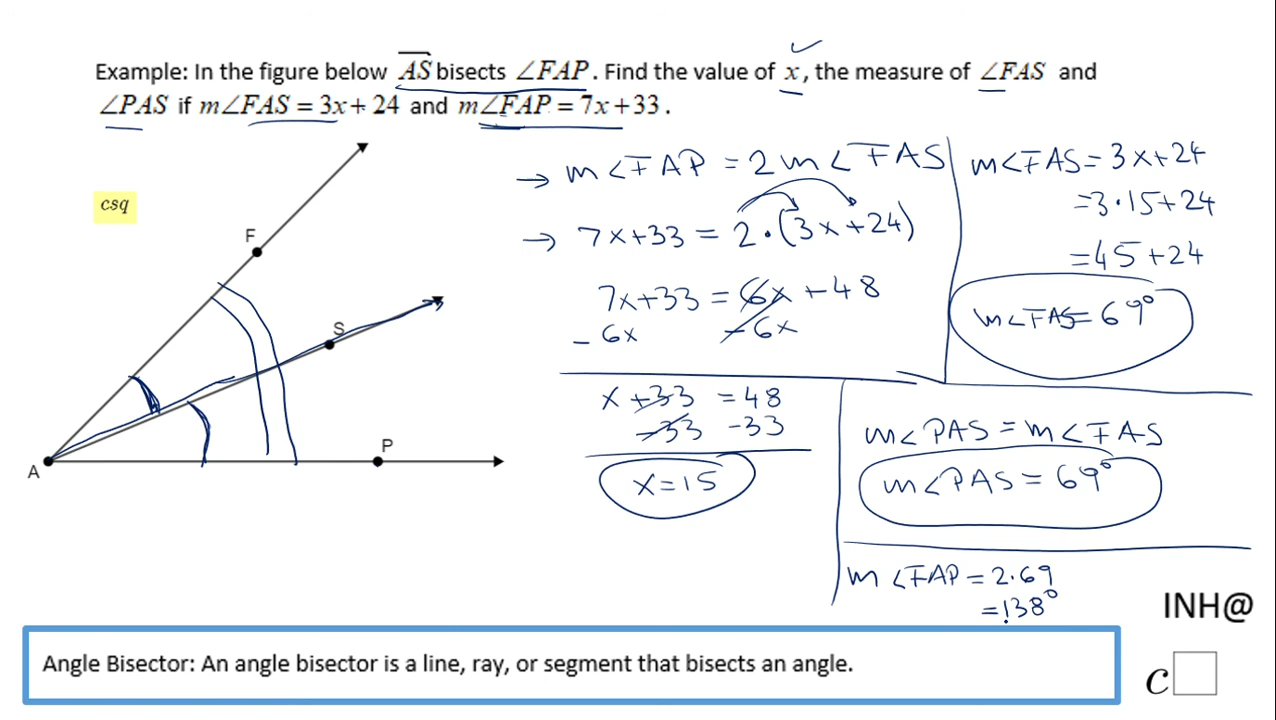 Example: In the figure below AS bisects ∠FAP. Find the value of x, the measure of ∠FAS and
∠PAS if m∠FAS = 3x + 24 and m∠FAP = 7x + 33.
csq
F
S
A
P
→ m∠FAP = 2m∠FAS
→ 7x+33 = 2·(3x+24)
7x+33 = 6x + 48
- 6x - 6x
x + 33 = 48
-33 -33
x = 15
m∠FAS = 3x+24
= 3·15+24
= 45+24
m∠FAS = 69°
m∠PAS = m∠FAS
m∠PAS = 69°
m∠FAP = 2·69
= 138°
INH@
Angle Bisector: An angle bisector is a line, ray, or segment that bisects an angle.
c